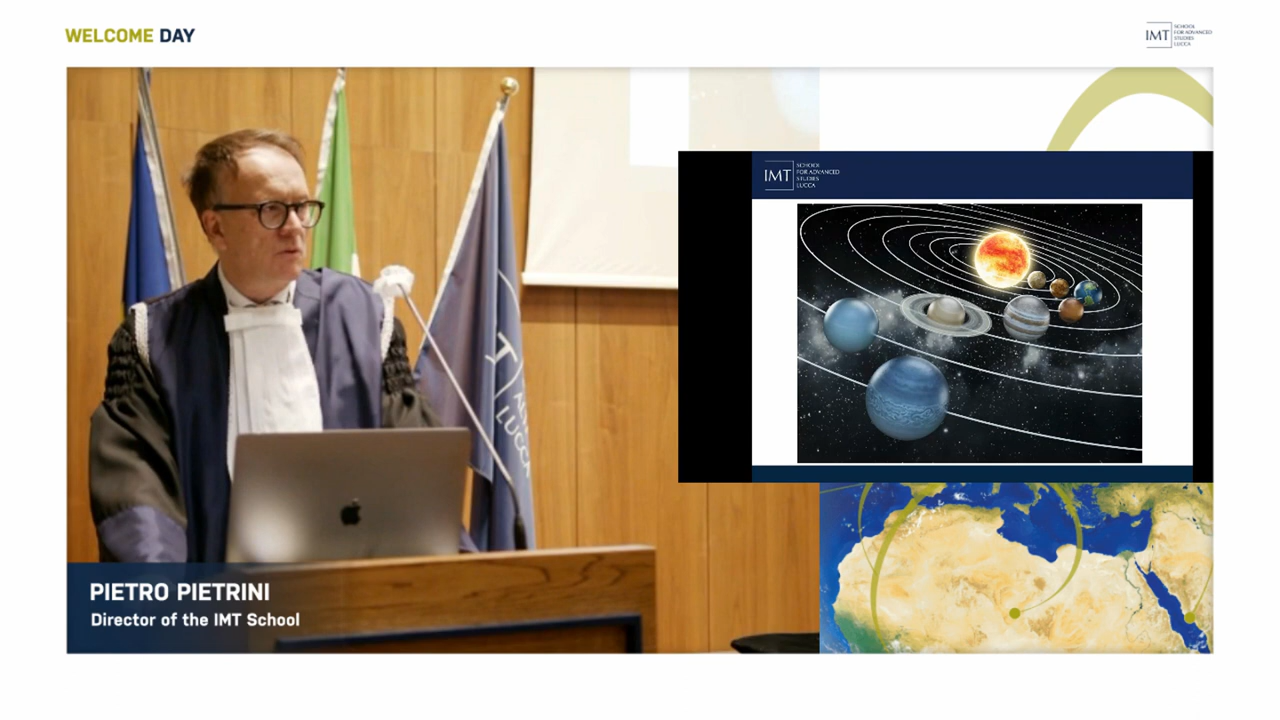 WELCOME DAY
IMT
SCHOOL
FOR ADVANCED
STUDIES
LUCCA
IMT
SCHOOL
FOR ADVANCED
STUDIES
LUCCA
LUCCA
PIETRO PIETRINI
Director of the IMT School